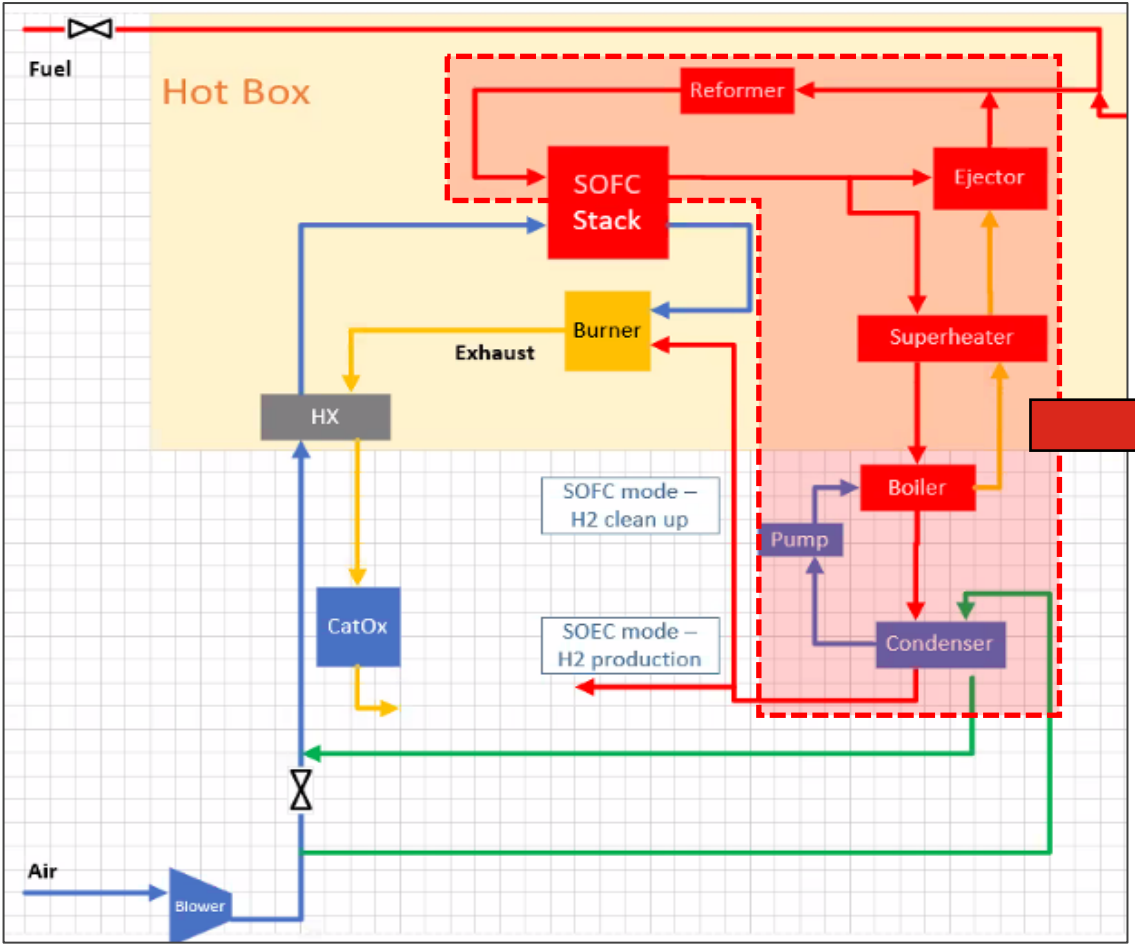 Fuel
Hot Box
Reformer
SOFC
Stack
Ejector
Burner
Superheater
Exhaust
HX
SOFC mode –
H2 clean up
Boiler
Pump
CatOx
SOEC mode –
H2 production
Condenser
Air
Blower